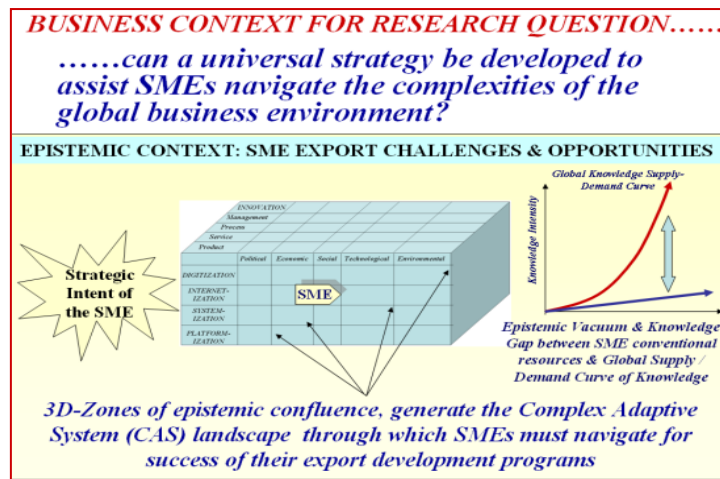 BUSINESS CONTEXT FOR RESEARCH QUESTION……
……can a universal strategy be developed to
assist SMEs navigate the complexities of the
global business environment?
EPISTEMIC CONTEXT: SME EXPORT CHALLENGES & OPPORTUNITIES
Strategic
Intent of
the SME
INNOVATION
Management
Process
Service
Product
Political Economic Social Technological Environmental
DIGITIZATION
INTERNET-
IZATION
SYSTEM-
IZATION
PLATFORM-
IZATION
SME
Global Knowledge Supply-
Demand Curve
Knowledge Intensity
Epistemic Vacuum & Knowledge
Gap between SME conventional
resources & Global Supply /
Demand Curve of Knowledge
3D-Zones of epistemic confluence, generate the Complex Adaptive
System (CAS) landscape through which SMEs must navigate for
success of their export development programs